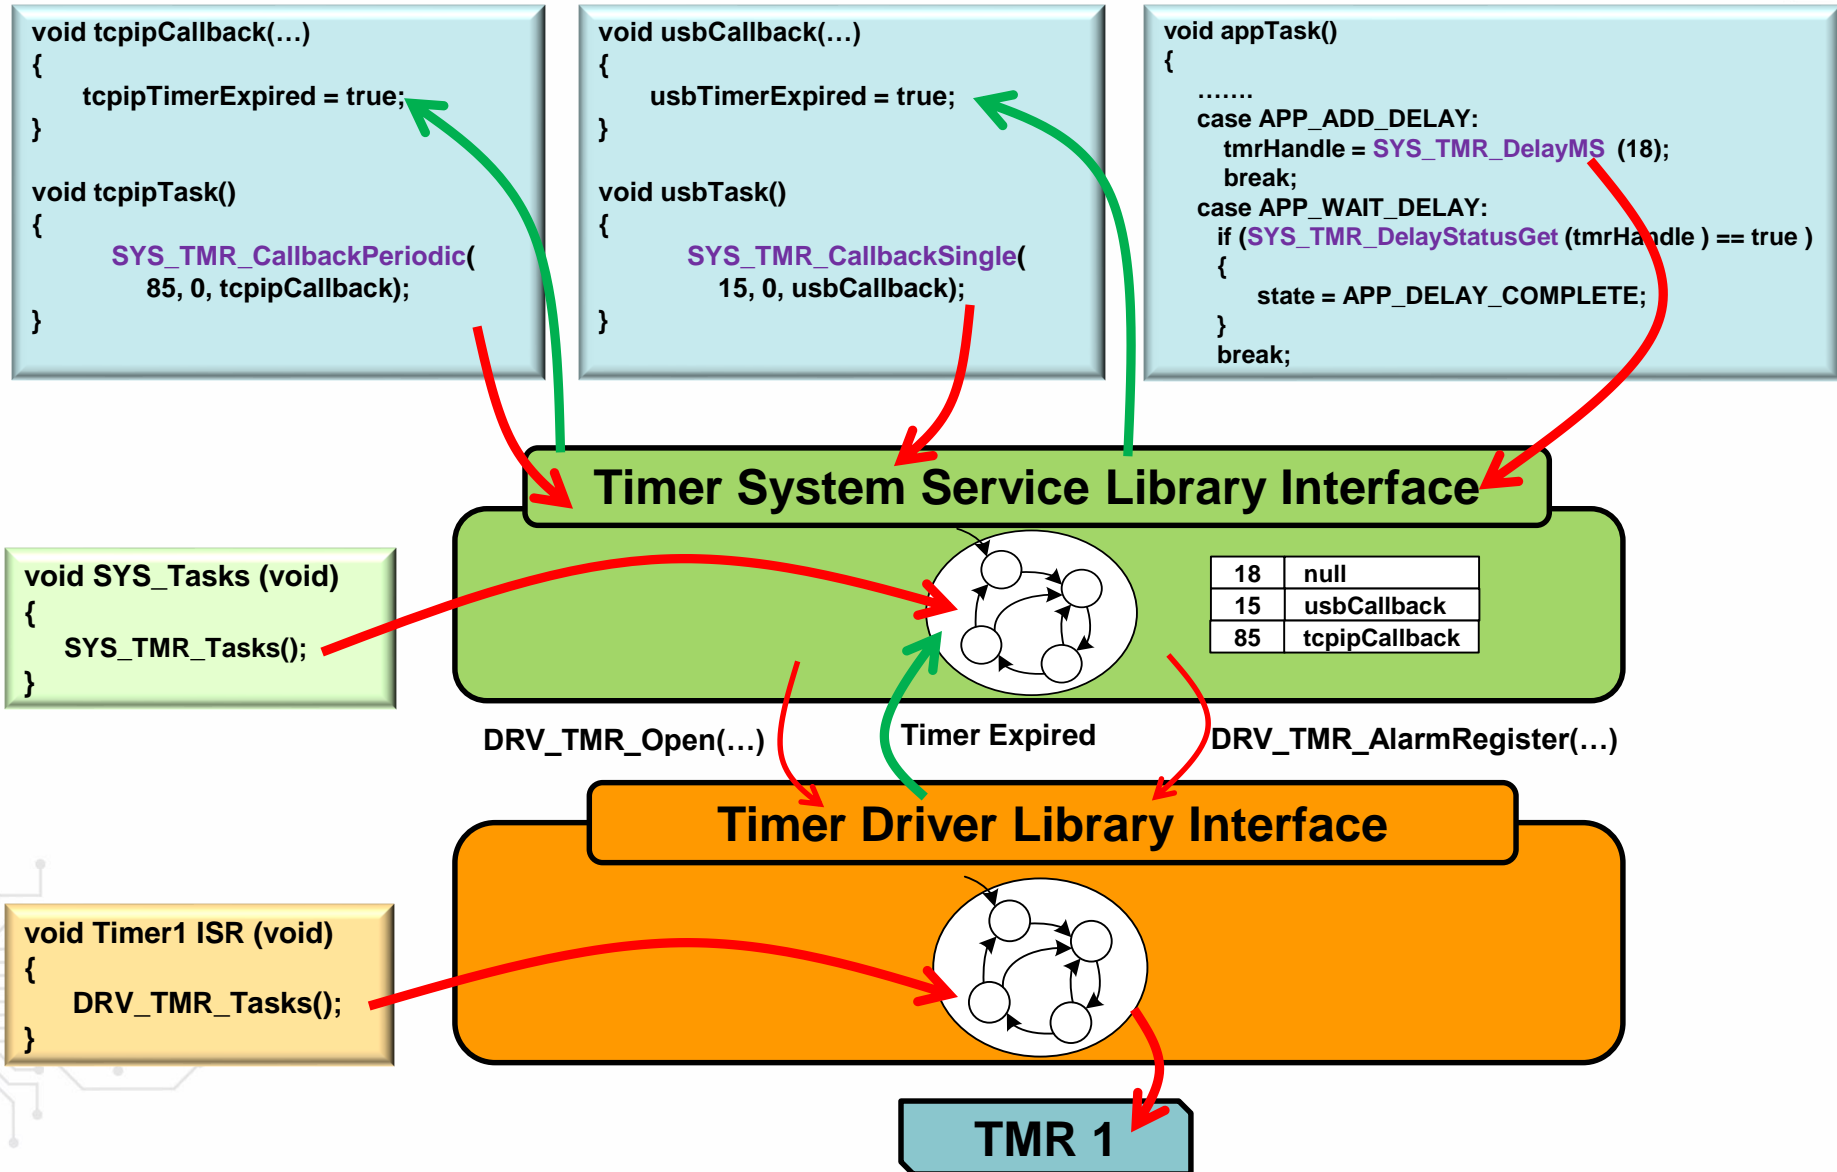 void tcpipCallback(…)
{
tcpipTimerExpired = true;
}
void tcpipTask()
{
SYS_TMR_CallbackPeriodic(
85, 0, tcpipCallback);
}
void usbCallback(…)
{
usbTimerExpired = true;
}
void usbTask()
{
SYS_TMR_CallbackSingle(
15, 0, usbCallback);
}
void appTask()
{
…….
case APP_ADD_DELAY:
tmrHandle = SYS_TMR_DelayMS (18);
break;
case APP_WAIT_DELAY:
if (SYS_TMR_DelayStatusGet (tmrHandle ) == true )
{
state = APP_DELAY_COMPLETE;
}
break;
Timer System Service Library Interface
void SYS_Tasks (void)
{
SYS_TMR_Tasks();
}
18 null
15 usbCallback
85 tcpipCallback
DRV_TMR_Open(…)
Timer Expired
DRV_TMR_AlarmRegister(…)
Timer Driver Library Interface
void Timer1 ISR (void)
{
DRV_TMR_Tasks();
}
TMR 1